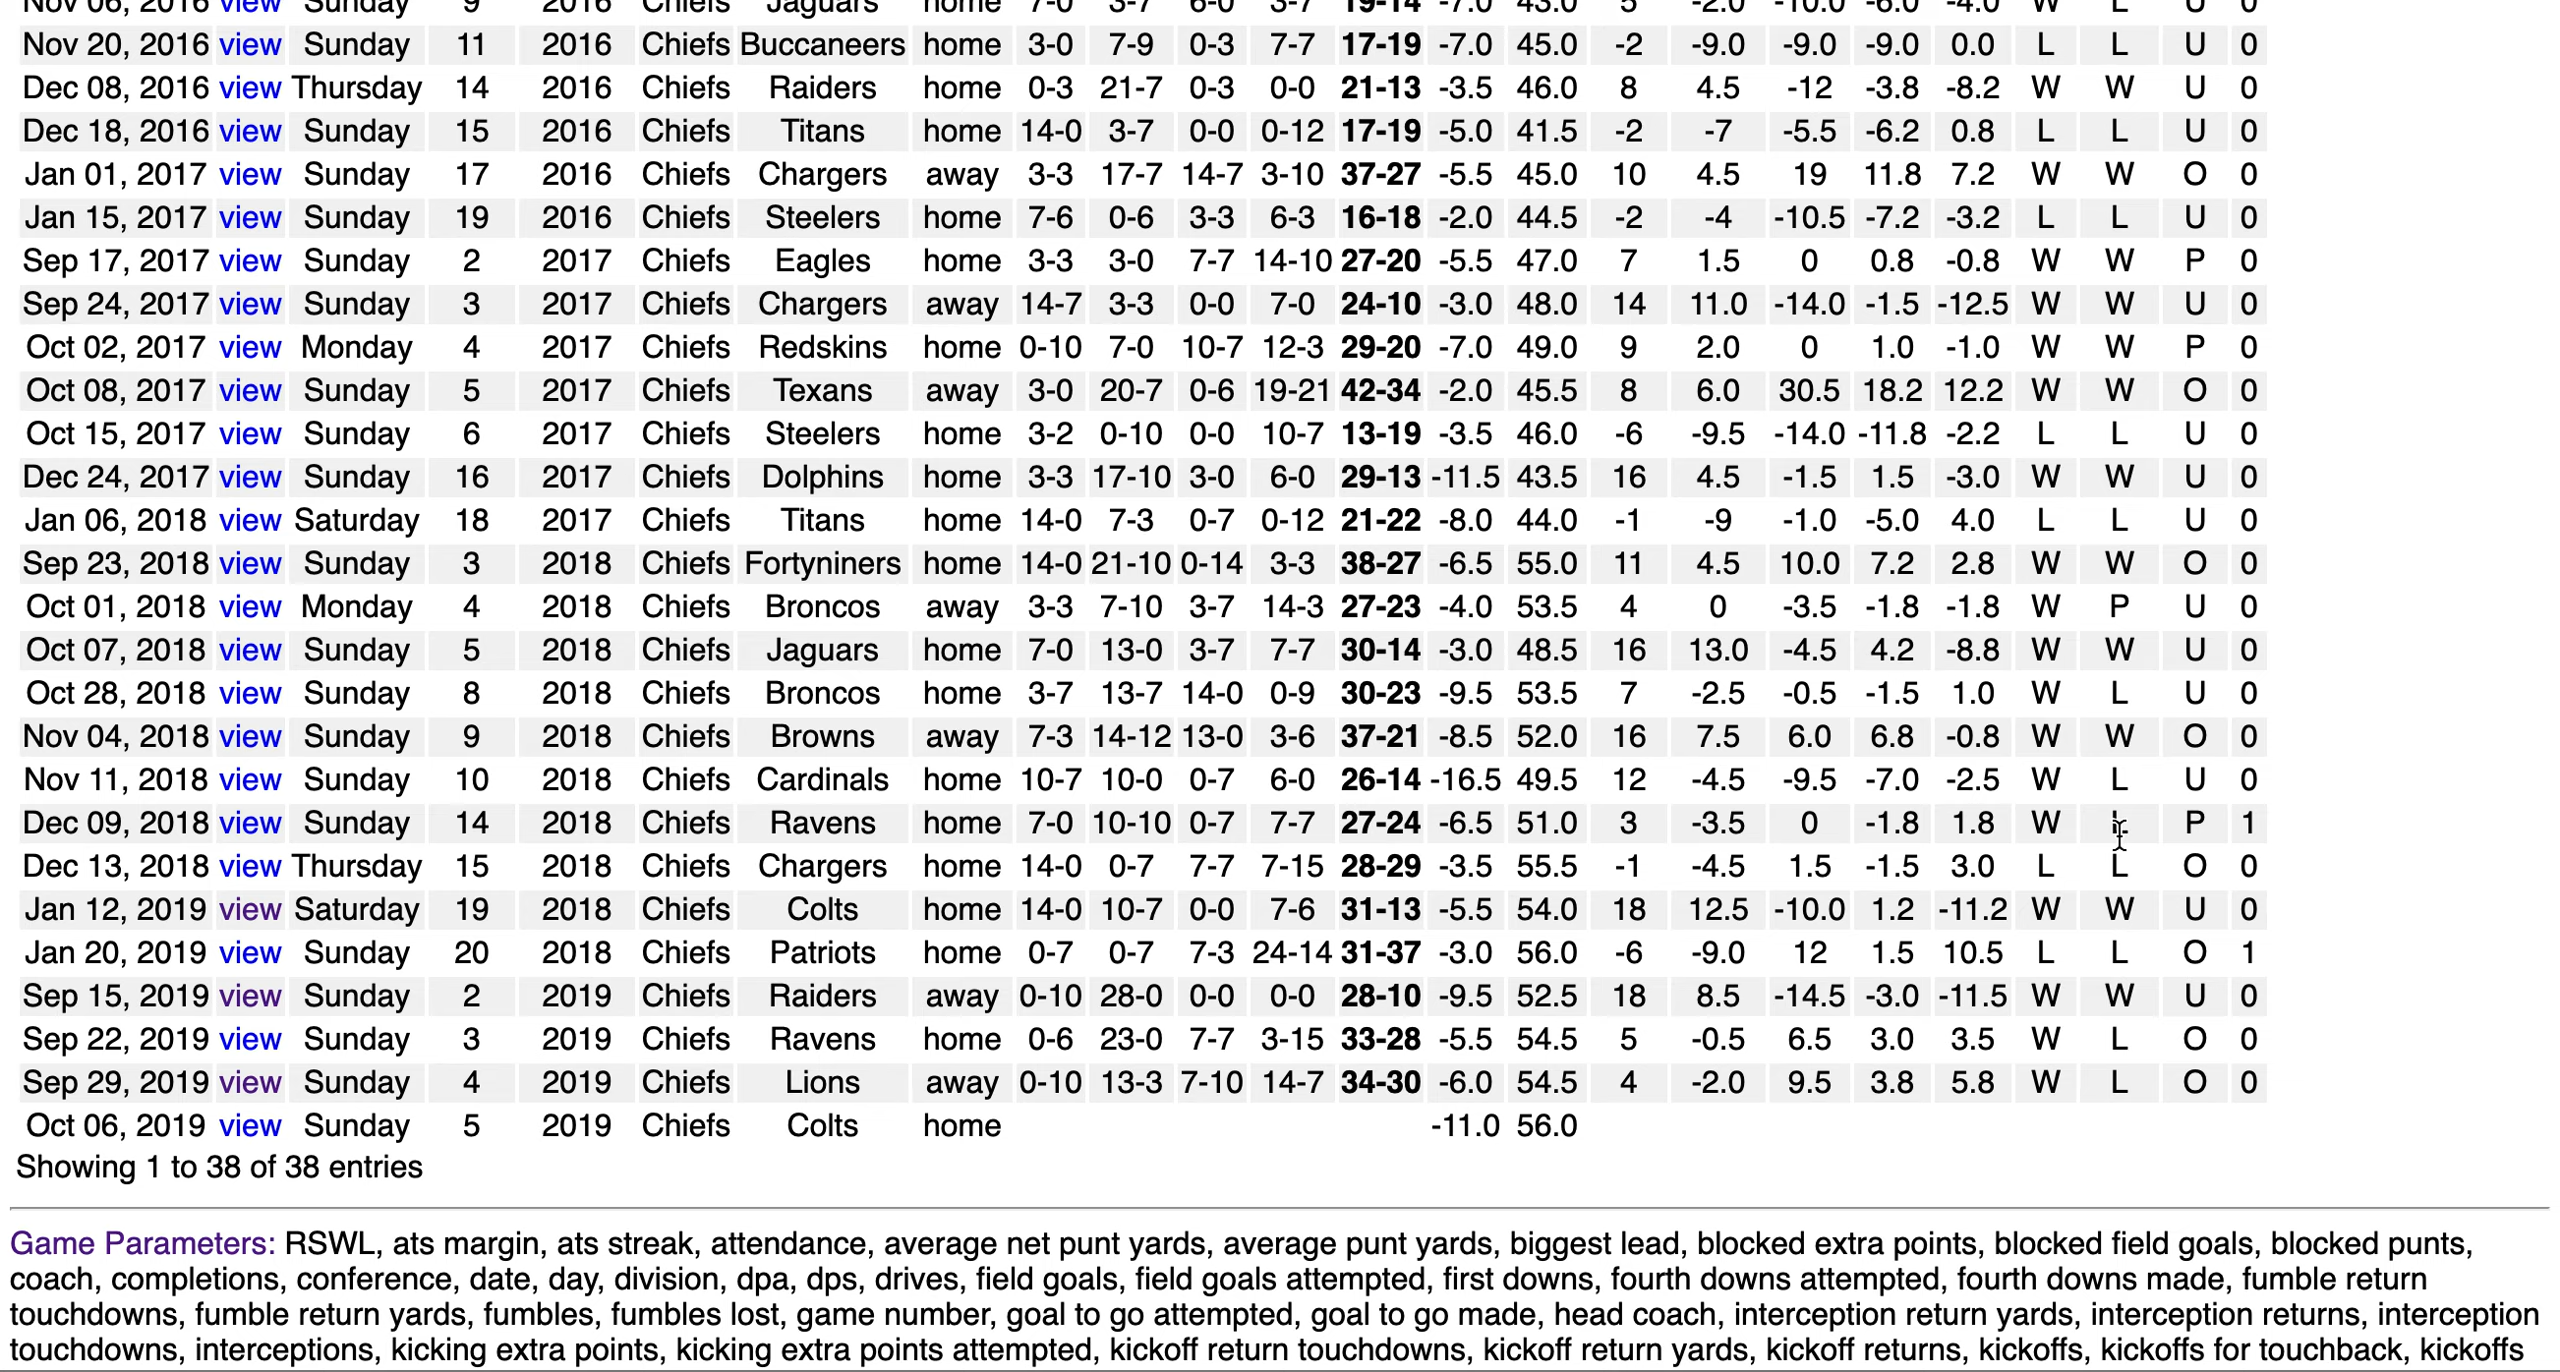 Nov 06, 2016 view Sunday 9 2016 Chiefs Jaguars home 7-0 3-7 6-0 3-7 19-14 -7.0 43.0 5 -2.0 -10.0 -6.0 -4.0 W L U 0
Nov 20, 2016 view Sunday 11 2016 Chiefs Buccaneers home 3-0 7-9 0-3 7-7 17-19 -7.0 45.0 -2 -9.0 -9.0 -9.0 0.0 L L U 0
Dec 08, 2016 view Thursday 14 2016 Chiefs Raiders home 0-3 21-7 0-3 0-0 21-13 -3.5 46.0 8 4.5 -12 -3.8 -8.2 W W U 0
Dec 18, 2016 view Sunday 15 2016 Chiefs Titans home 14-0 3-7 0-0 0-12 17-19 -5.0 41.5 -2 -7 -5.5 -6.2 0.8 L L U 0
Jan 01, 2017 view Sunday 17 2016 Chiefs Chargers away 3-3 17-7 14-7 3-10 37-27 -5.5 45.0 10 4.5 19 11.8 7.2 W W O 0
Jan 15, 2017 view Sunday 19 2016 Chiefs Steelers home 7-6 0-6 3-3 6-3 16-18 -2.0 44.5 -2 -4 -10.5 -7.2 -3.2 L L U 0
Sep 17, 2017 view Sunday 2 2017 Chiefs Eagles home 3-3 3-0 7-7 14-10 27-20 -5.5 47.0 7 1.5 0 0.8 -0.8 W W P 0
Sep 24, 2017 view Sunday 3 2017 Chiefs Chargers away 14-7 3-3 0-0 7-0 24-10 -3.0 48.0 14 11.0 -14.0 -1.5 -12.5 W W U 0
Oct 02, 2017 view Monday 4 2017 Chiefs Redskins home 0-10 7-0 10-7 12-3 29-20 -7.0 49.0 9 2.0 0 1.0 -1.0 W W P 0
Oct 08, 2017 view Sunday 5 2017 Chiefs Texans away 3-0 20-7 0-6 19-21 42-34 -2.0 45.5 8 6.0 30.5 18.2 12.2 W W O 0
Oct 15, 2017 view Sunday 6 2017 Chiefs Steelers home 3-2 0-10 0-0 10-7 13-19 -3.5 46.0 -6 -9.5 -14.0 -11.8 -2.2 L L U 0
Dec 24, 2017 view Sunday 16 2017 Chiefs Dolphins home 3-3 17-10 3-0 6-0 29-13 -11.5 43.5 16 4.5 -1.5 1.5 -3.0 W W U 0
Jan 06, 2018 view Saturday 18 2017 Chiefs Titans home 14-0 7-3 0-7 0-12 21-22 -8.0 44.0 -1 -9 -1.0 -5.0 4.0 L L U 0
Sep 23, 2018 view Sunday 3 2018 Chiefs Fortyniners home 14-0 21-10 0-14 3-3 38-27 -6.5 55.0 11 4.5 10.0 7.2 2.8 W W O 0
Oct 01, 2018 view Monday 4 2018 Chiefs Broncos away 3-3 7-10 3-7 14-3 27-23 -4.0 53.5 4 0 -3.5 -1.8 -1.8 W P U 0
Oct 07, 2018 view Sunday 5 2018 Chiefs Jaguars home 7-0 13-0 3-7 7-7 30-14 -3.0 48.5 16 13.0 -4.5 4.2 -8.8 W W U 0
Oct 28, 2018 view Sunday 8 2018 Chiefs Broncos home 3-7 13-7 14-0 0-9 30-23 -9.5 53.5 7 -2.5 -0.5 -1.5 1.0 W L U 0
Nov 04, 2018 view Sunday 9 2018 Chiefs Browns away 7-3 14-12 13-0 3-6 37-21 -8.5 52.0 16 7.5 6.0 6.8 -0.8 W W O 0
Nov 11, 2018 view Sunday 10 2018 Chiefs Cardinals home 10-7 10-0 0-7 6-0 26-14 -16.5 49.5 12 -4.5 -9.5 -7.0 -2.5 W L U 0
Dec 09, 2018 view Sunday 14 2018 Chiefs Ravens home 7-0 10-10 0-7 7-7 27-24 -6.5 51.0 3 -3.5 0 -1.8 1.8 W P 1
Dec 13, 2018 view Thursday 15 2018 Chiefs Chargers home 14-0 0-7 7-7 7-15 28-29 -3.5 55.5 -1 -4.5 1.5 -1.5 3.0 L L O 0
Jan 12, 2019 view Saturday 19 2018 Chiefs Colts home 14-0 10-7 0-0 7-6 31-13 -5.5 54.0 18 12.5 -10.0 1.2 -11.2 W W U 0
Jan 20, 2019 view Sunday 20 2018 Chiefs Patriots home 0-7 0-7 7-3 24-14 31-37 -3.0 56.0 -6 -9.0 12 1.5 10.5 L L O 1
Sep 15, 2019 view Sunday 2 2019 Chiefs Raiders away 0-10 28-0 0-0 0-0 28-10 -9.5 52.5 18 8.5 -14.5 -3.0 -11.5 W W U 0
Sep 22, 2019 view Sunday 3 2019 Chiefs Ravens home 0-6 23-0 7-7 3-15 33-28 -5.5 54.5 5 -0.5 6.5 3.0 3.5 W L O 0
Sep 29, 2019 view Sunday 4 2019 Chiefs Lions away 0-10 13-3 7-10 14-7 34-30 -6.0 54.5 4 -2.0 9.5 3.8 5.8 W L O 0
Oct 06, 2019 view Sunday 5 2019 Chiefs Colts home -11.0 56.0
Showing 1 to 38 of 38 entries
Game Parameters: RSWL, ats margin, ats streak, attendance, average net punt yards, average punt yards, biggest lead, blocked extra points, blocked field goals, blocked punts,
coach, completions, conference, date, day, division, dpa, dps, drives, field goals, field goals attempted, first downs, fourth downs attempted, fourth downs made, fumble return
touchdowns, fumble return yards, fumbles, fumbles lost, game number, goal to go attempted, goal to go made, head coach, interception return yards, interception returns, interception
touchdowns, interceptions, kicking extra points, kicking extra points attempted, kickoff return touchdowns, kickoff return yards, kickoff returns, kickoffs, kickoffs for touchback, kickoffs